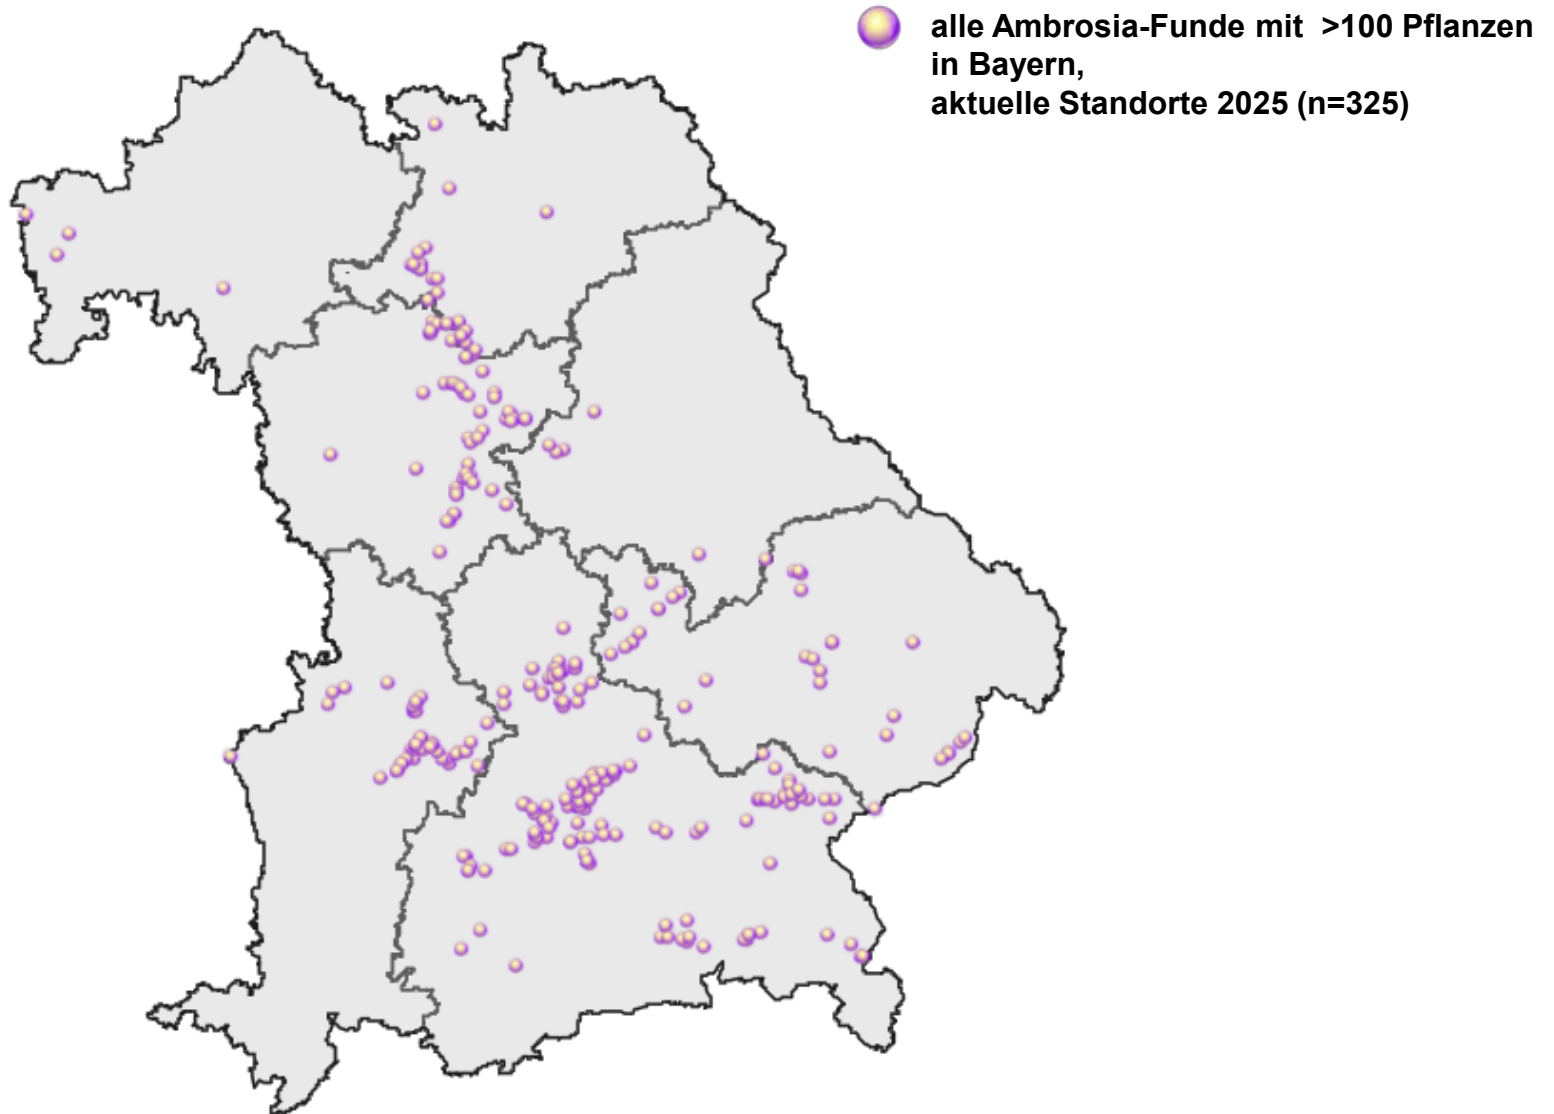 alle Ambrosia-Funde mit >100 Pflanzen
in Bayern,
aktuelle Standorte 2025 (n=325)